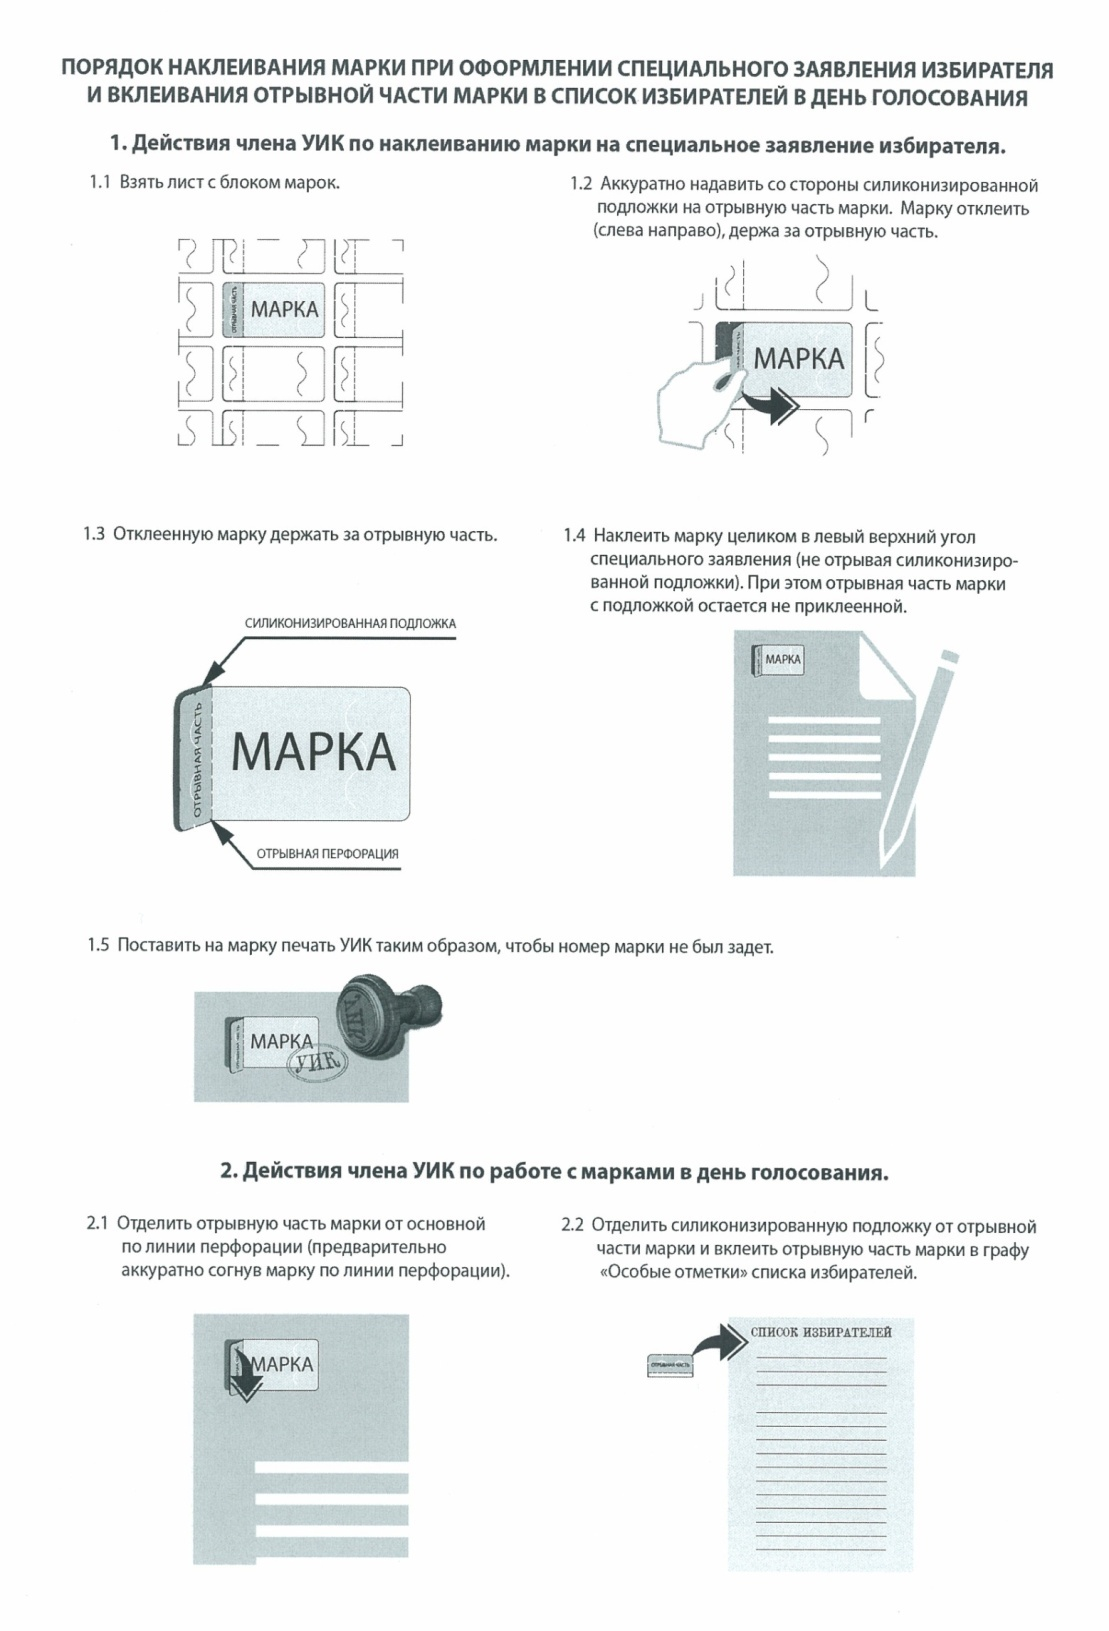 ПОРЯДОК НАКЛЕИВАНИЯ МАРКИ ПРИ ОФОРМЛЕНИИ СПЕЦИАЛЬНОГО ЗАЯВЛЕНИЯ ИЗБИРАТЕЛЯ
И ВКЛЕИВАНИЯ ОТРЫВНОЙ ЧАСТИ МАРКИ В СПИСОК ИЗБИРАТЕЛЕЙ В ДЕНЬ ГОЛОСОВАНИЯ
1. Действия члена УИК по наклеиванию марки на специальное заявление избирателя.
1.1 Взять лист с блоком марок.
ОТРЫВНАЯ ЧАСТЬ
МАРКА
1.2 Аккуратно надавить со стороны силиконизированной
подложки на отрывную часть марки. Марку отклеить
(слева направо), держа за отрывную часть.
МАРКА
1.3 Отклеенную марку держать за отрывную часть.
СИЛИКОНИЗИРОВАННАЯ ПОДЛОЖКА
ОТРЫВНАЯ ЧАСТЬ
МАРКА
ОТРЫВНАЯ ПЕРФОРАЦИЯ
1.4 Наклеить марку целиком в левый верхний угол
специального заявления (не отрывая силиконизиро-
ванной подложки). При этом отрывная часть марки
с подложкой остается не приклеенной.
МАРКА
1.5 Поставить на марку печать УИК таким образом, чтобы номер марки не был задет.
МАРКА
УИК
УИК
2. Действия члена УИК по работе с марками в день голосования.
2.1 Отделить отрывную часть марки от основной
по линии перфорации (предварительно
аккуратно согнув марку по линии перфорации).
МАРКА
2.2 Отделить силиконизированную подложку от отрывной
части марки и вклеить отрывную часть марки в графу
«Особые отметки» списка избирателей.
ОТРЫВНАЯ ЧАСТЬ
СПИСОК ИЗБИРАТЕЛЕЙ